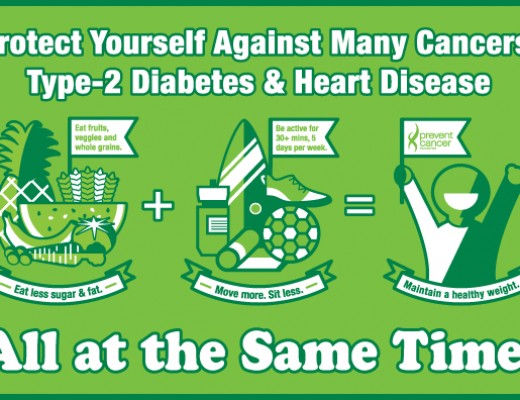 rotect Yourself Against Many Cancers
Type-2 Diabetes & Heart Disease
Eat fruits,
veggies and
whole grains.
Eat less sugar & fat.
+
Be active for
30+ mins, 5
days per week.
Move more. Sit less.
=
prevent
cancer
Maintain a healthy weight.
All at the Same Time